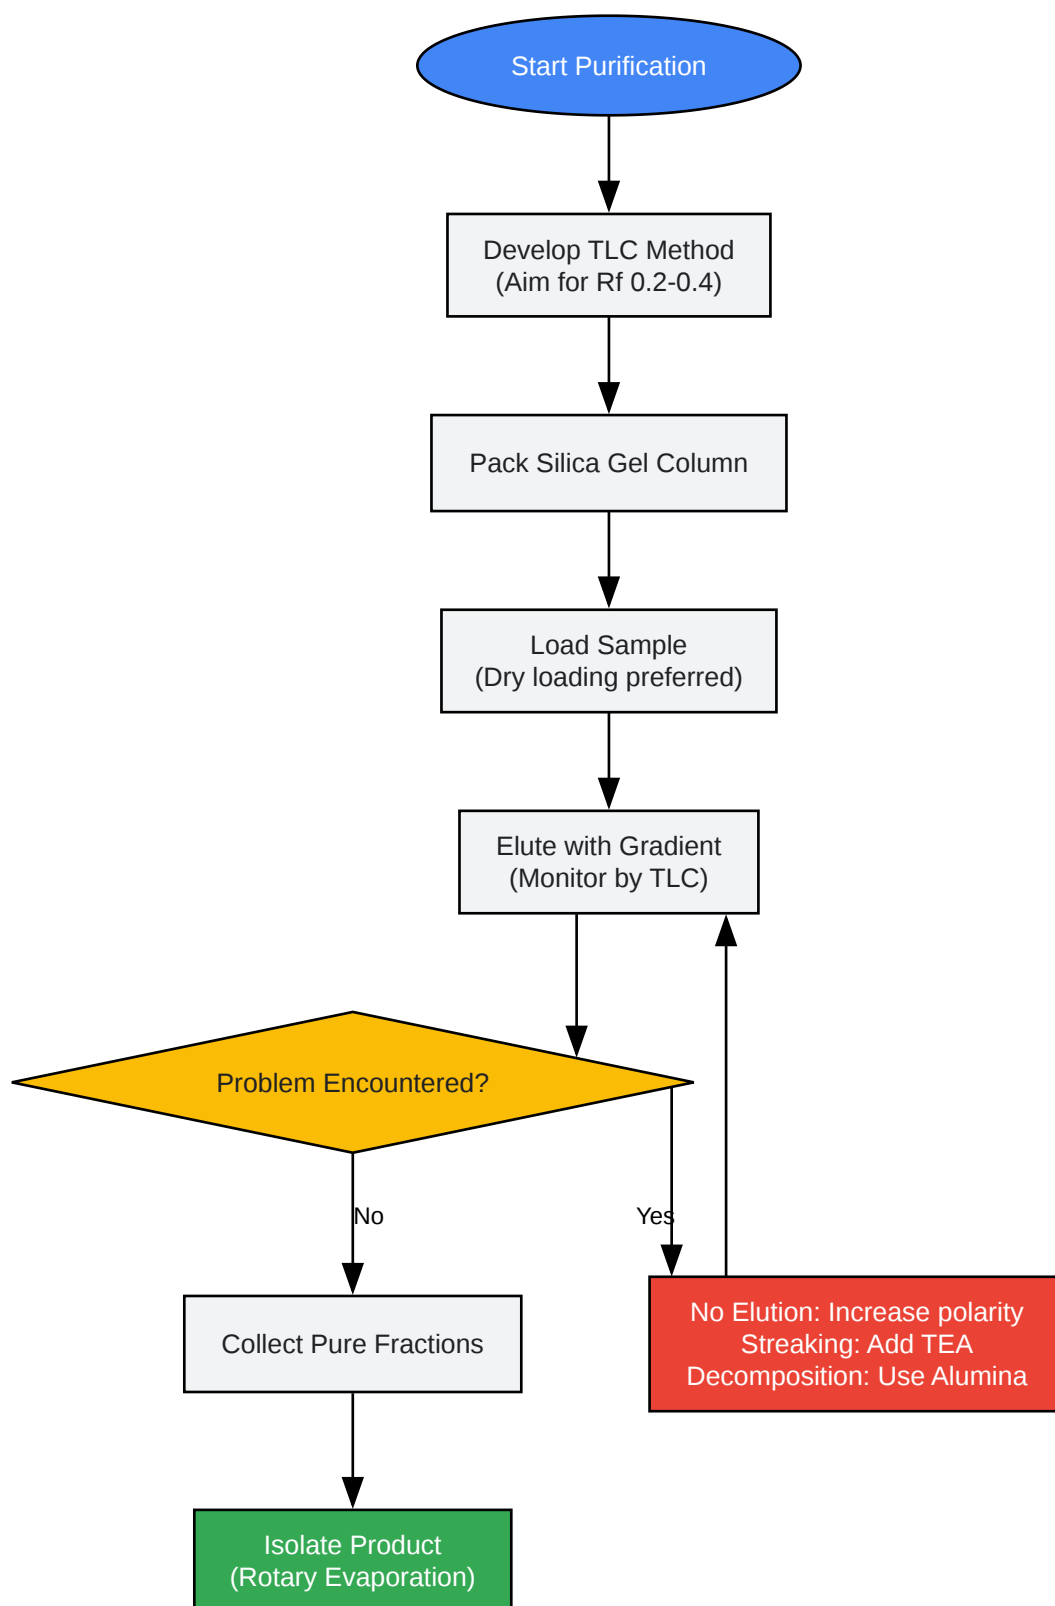 Start Purification
Develop TLC Method
(Aim for Rf 0.2-0.4)
Pack Silica Gel Column
Load Sample
(Dry loading preferred)
Elute with Gradient
(Monitor by TLC)
Problem Encountered?
No
Yes
No Elution: Increase polarity
Streaking: Add TEA
Decomposition: Use Alumina
Collect Pure Fractions
Isolate Product
(Rotary Evaporation)